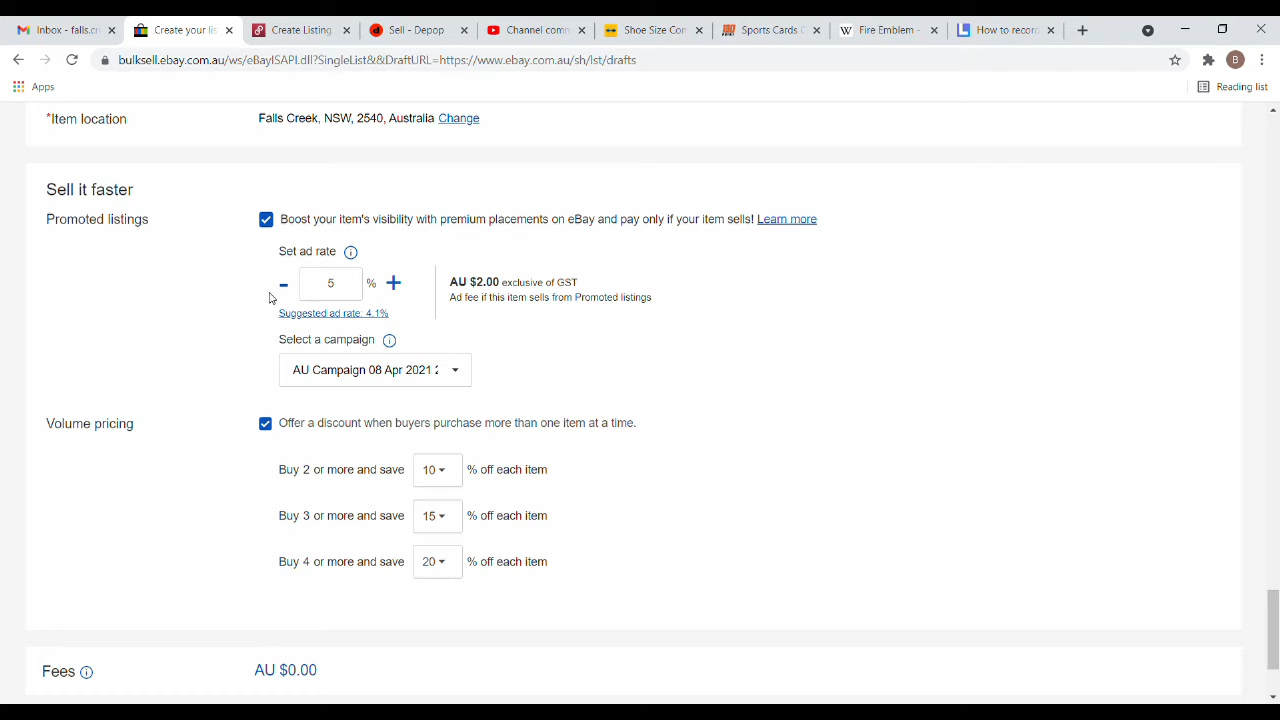 Inbox - falls.cr
Create your lis
Create Listing
Sell - Depop
Channel comm
Shoe Size Con
Sports Cards C
Fire Emblem -
How to record
bulksell.ebay.com.au/ws/eBayISAPI.dll?SingleList&&DraftURL=https://www.ebay.com.au/sh/lst/drafts
B
Apps
Reading list
*Item location
Falls Creek, NSW, 2540, Australia Change
Sell it faster
Promoted listings
Boost your item's visibility with premium placements on eBay and pay only if your item sells! Learn more
Set ad rate
- 5 % +
AU $2.00 exclusive of GST
Ad fee if this item sells from Promoted listings
Suggested ad rate: 4.1%
Select a campaign
AU Campaign 08 Apr 2021 2
Volume pricing
Offer a discount when buyers purchase more than one item at a time.
Buy 2 or more and save 10 % off each item
Buy 3 or more and save 15 % off each item
Buy 4 or more and save 20 % off each item
Fees
AU $0.00